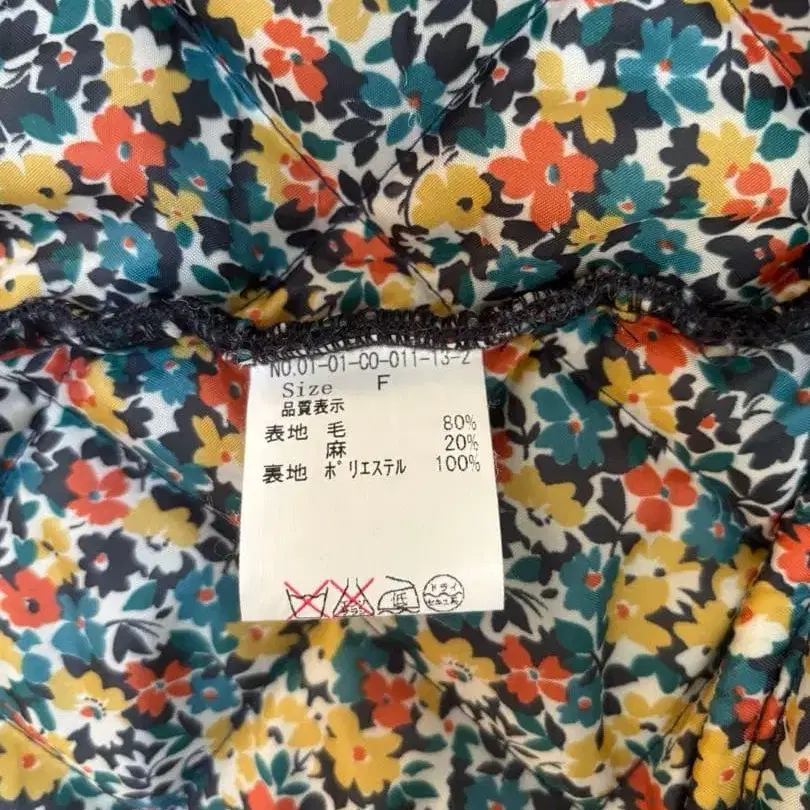 NO.01-01-CO-011-13-2
Size F
品質表示
表地 毛 80%
麻 20%
裏地 ポリエステル 100%
低 ドライ